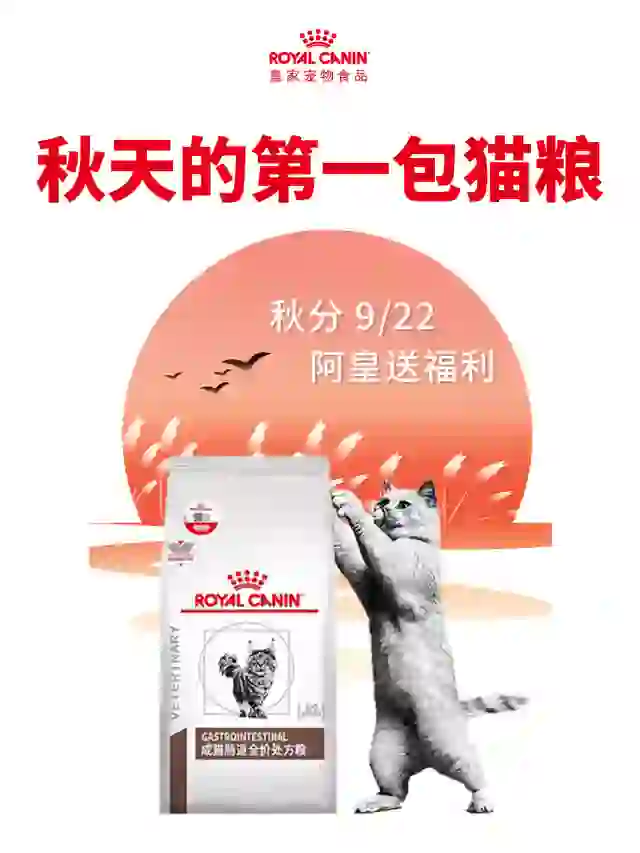 ROYAL CANIN
皇家宠物食品
秋天的第一包猫粮
秋分 9/22
阿皇送福利
ROYAL CANIN
VETERINARY
GASTROINTESTINAL
成猫肠道全价处方粮